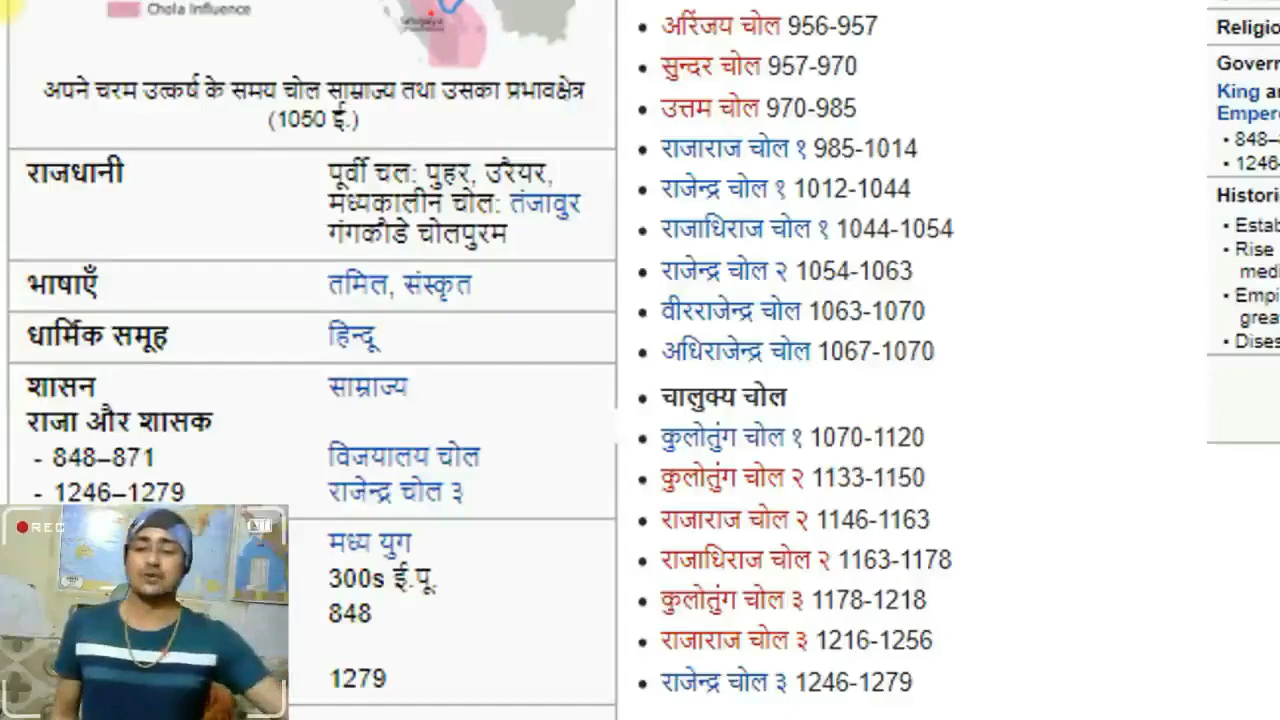 Chola Influence
अपने चरम उत्कर्ष के समय चोल साम्राज्य तथा उसका प्रभावक्षेत्र
(1050 ई.)
राजधानी
पूर्वी चल: पुहर, उरैयर,
मध्यकालीन चोल: तंजावुर
गंगकौडे चोलपुरम
भाषाएँ
तमिल, संस्कृत
धार्मिक समूह
हिन्दू
शासन
साम्राज्य
राजा और शासक
- 848–871
विजयालय चोल
- 1246–1279
राजेन्द्र चोल ३
मध्य युग
300s ई.पू.
848
1279
REC
• अरिंजय चोल 956-957
• सुन्दर चोल 957-970
• उत्तम चोल 970-985
• राजाराज चोल १ 985-1014
• राजेन्द्र चोल १ 1012-1044
• राजाधिराज चोल १ 1044-1054
• राजेन्द्र चोल २ 1054-1063
• वीरराजेन्द्र चोल 1063-1070
• अधिराजेन्द्र चोल 1067-1070
• चालुक्य चोल
• कुलोतुंग चोल १ 1070-1120
• कुलोतुंग चोल २ 1133-1150
• राजाराज चोल २ 1146-1163
• राजाधिराज चोल २ 1163-1178
• कुलोतुंग चोल ३ 1178-1218
• राजाराज चोल ३ 1216-1256
• राजेन्द्र चोल ३ 1246-1279
Religio
Govern
King an
Empero
• 848–
• 1246
Histori
• Estab
• Rise
medi
• Empi
grea
• Dises